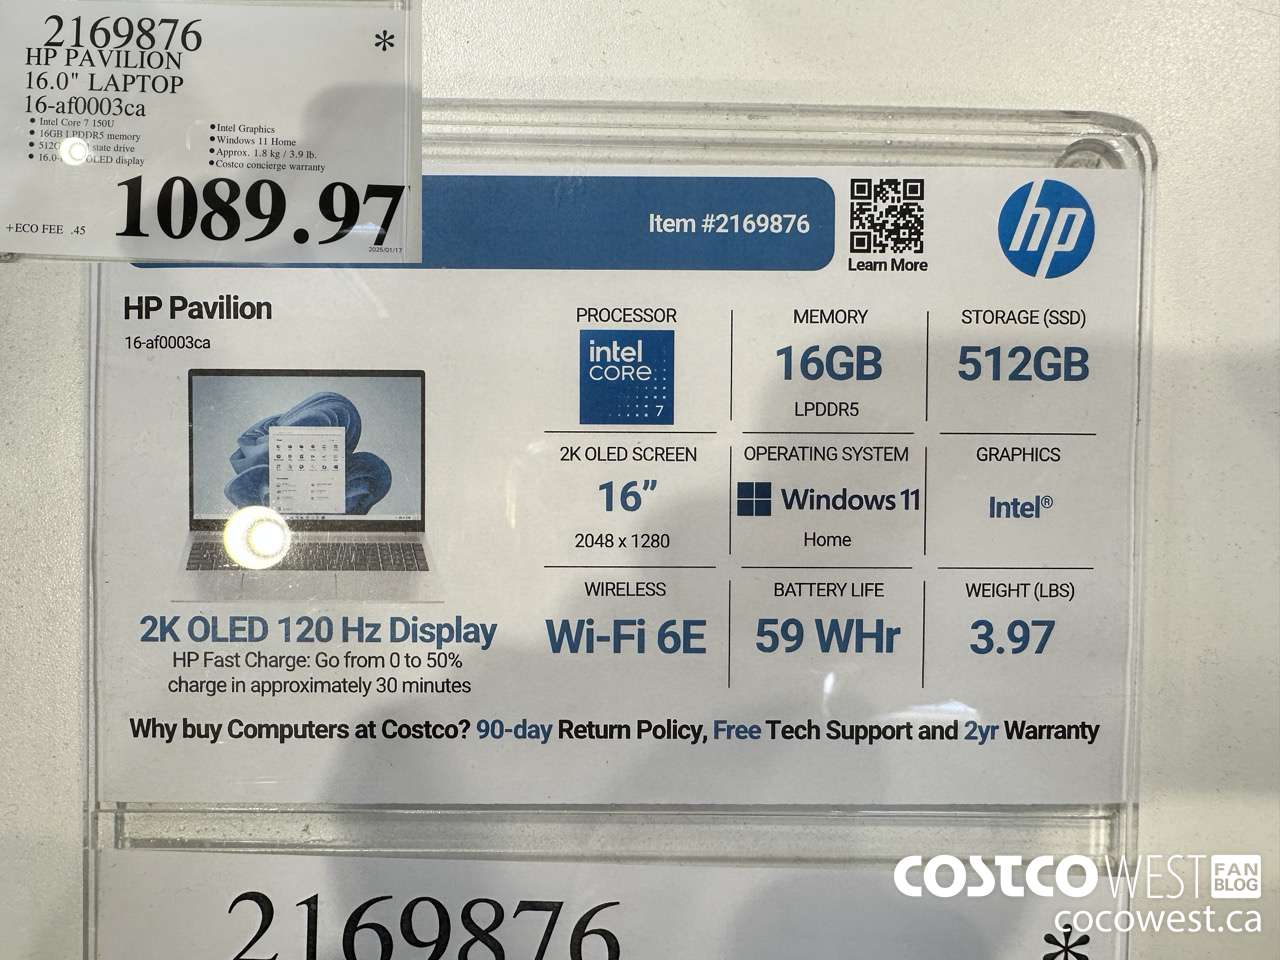 2169876
*
HP PAVILION
16.0" LAPTOP
16-af0003ca
• Intel Core 7 150U
• 16GB LPDDR5 memory
• 512G state drive
• 16.0- OLED display
• Intel Graphics
• Windows 11 Home
• Approx. 1.8 kg / 3.9 lb.
• Costco concierge warranty
+ECO FEE .45
1089.97
2025/01/17
Item #2169876
Learn More
hp
HP Pavilion
16-af0003ca
PROCESSOR
intel
CORE
7
MEMORY
16GB
LPDDR5
STORAGE (SSD)
512GB
2K OLED SCREEN
16”
2048 x 1280
OPERATING SYSTEM
Windows 11
Home
GRAPHICS
Intel®
WIRELESS
Wi-Fi 6E
BATTERY LIFE
59 WHr
WEIGHT (LBS)
3.97
2K OLED 120 Hz Display
HP Fast Charge: Go from 0 to 50%
charge in approximately 30 minutes
Why buy Computers at Costco? 90-day Return Policy, Free Tech Support and 2yr Warranty
2169876
*
COSTCO WEST FAN BLOG
cocowest.ca